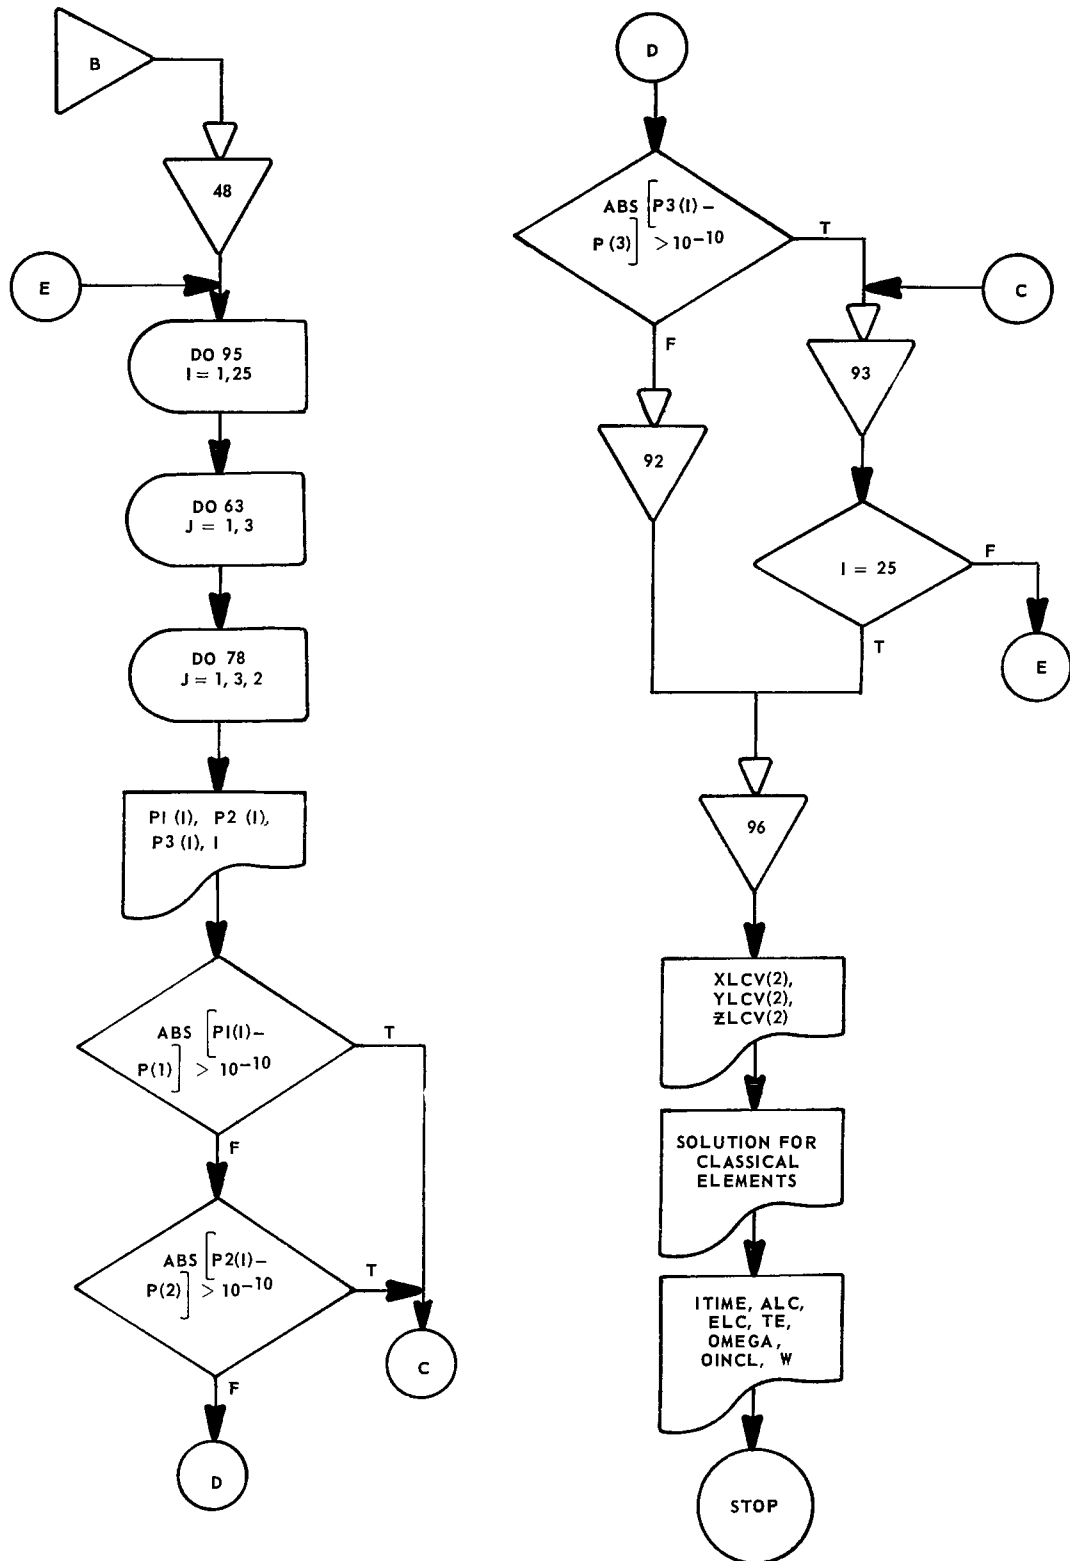 B
48
E
DO 95
I = 1,25
DO 63
J = 1, 3
DO 78
J = 1, 3, 2
P1 (I), P2 (I),
P3 (I), I
ABS [P1(I)–
P(1)] > 10–10
T
F
ABS [P2(I)–
P(2)] > 10–10
T
C
F
D
D
ABS [P3(I)–
P(3)] > 10–10
T
C
F
93
92
I = 25
F
T
E
96
XLCV(2),
YLCV(2),
ZLCV(2)
SOLUTION FOR
CLASSICAL
ELEMENTS
ITIME, ALC,
ELC, TE,
OMEGA,
OINCL, W
STOP